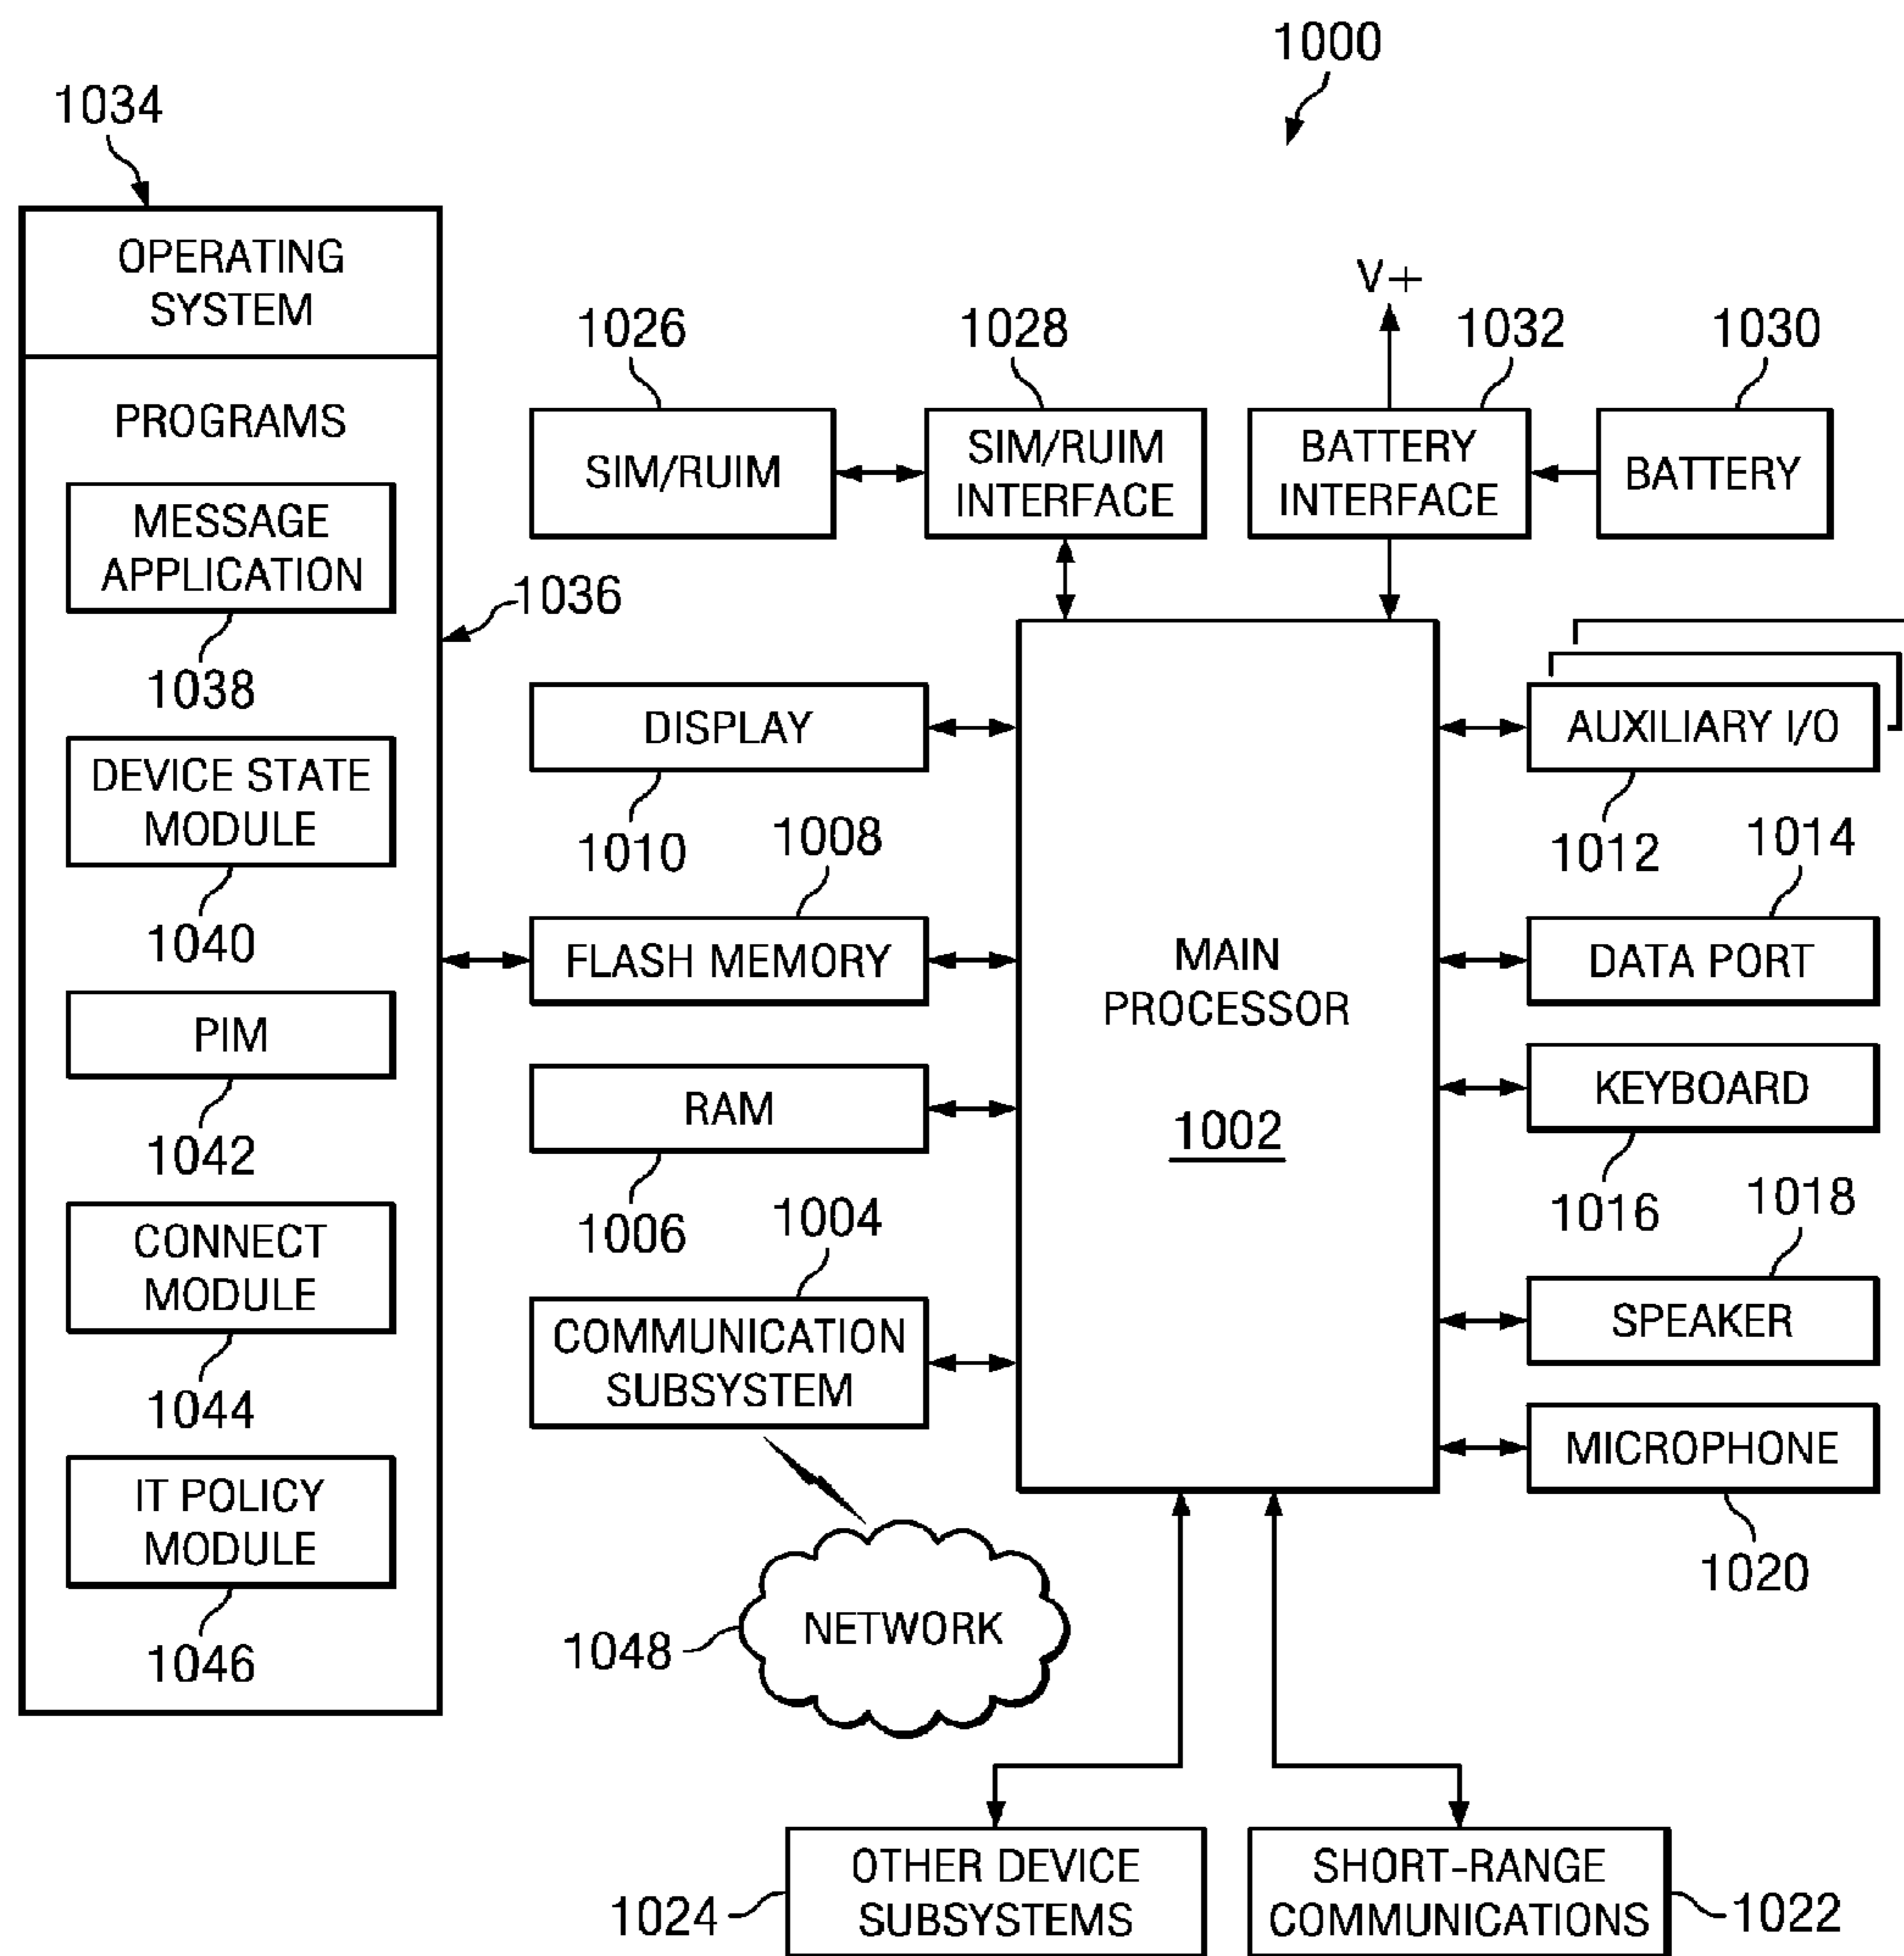 1000
1034
OPERATING
SYSTEM
PROGRAMS
MESSAGE
APPLICATION
1038
DEVICE STATE
MODULE
1040
PIM
1042
CONNECT
MODULE
1044
IT POLICY
MODULE
1046
1036
V+
1026
SIM/RUIM
1028
SIM/RUIM
INTERFACE
1032
BATTERY
INTERFACE
1030
BATTERY
DISPLAY
1010
1008
FLASH MEMORY
RAM
1006
1004
COMMUNICATION
SUBSYSTEM
MAIN
PROCESSOR
1002
AUXILIARY I/O
1012
1014
DATA PORT
KEYBOARD
1016
1018
SPEAKER
MICROPHONE
1020
NETWORK
1048
OTHER DEVICE
SUBSYSTEMS
1024
SHORT-RANGE
COMMUNICATIONS
1022